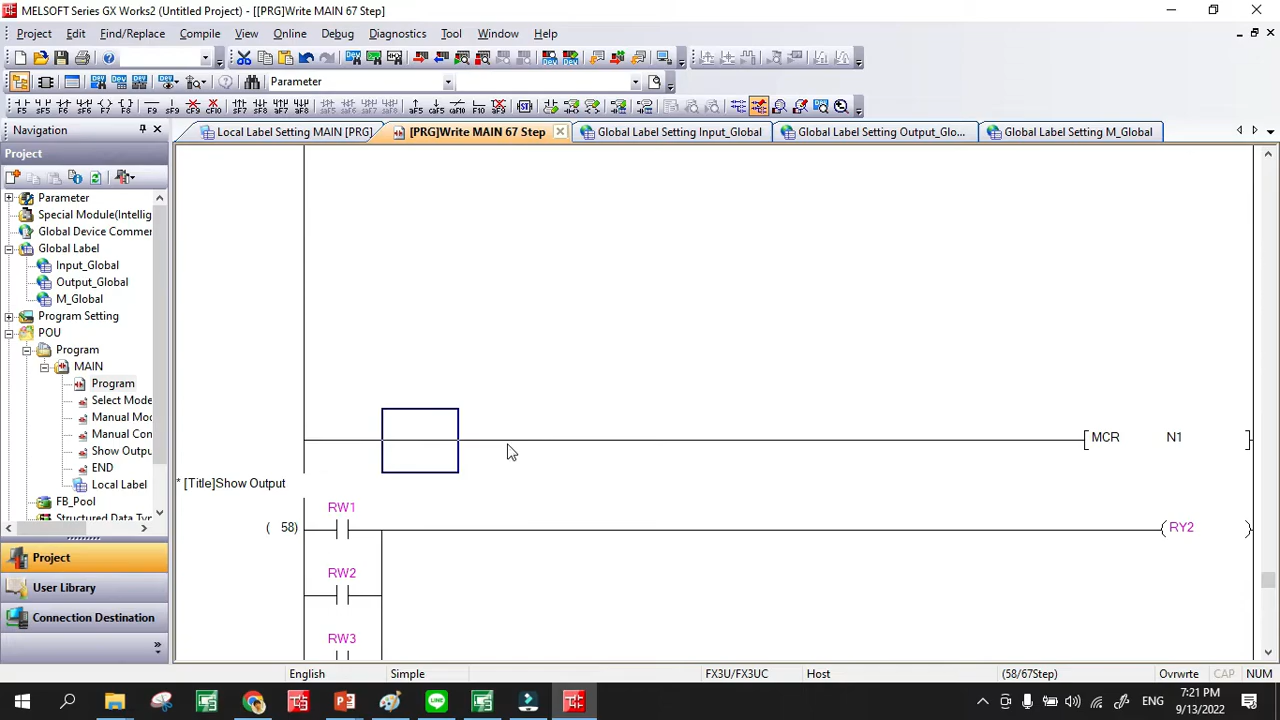 MELSOFT Series GX Works2 (Untitled Project) - [[PRG]Write MAIN 67 Step]
Project Edit Find/Replace Compile View Online Debug Diagnostics Tool Window Help
Parameter
Navigation
Local Label Setting MAIN [PRG]
[PRG]Write MAIN 67 Step
Global Label Setting Input_Global
Global Label Setting Output_Glo...
Global Label Setting M_Global
Project
Parameter
Special Module(Intellig
Global Device Commer
Global Label
Input_Global
Output_Global
M_Global
Program Setting
POU
Program
MAIN
Program
Select Mode
Manual Mo
Manual Con
Show Outpu
END
Local Label
FB_Pool
Structured Data Typ
Project
User Library
Connection Destination
MCR N1
* [Title]Show Output
RW1
( 58)
RY2
RW2
RW3
English
Simple
FX3U/FX3UC
Host
(58/67Step)
Ovrwrte
CAP
NUM
ENG
7:21 PM
9/13/2022